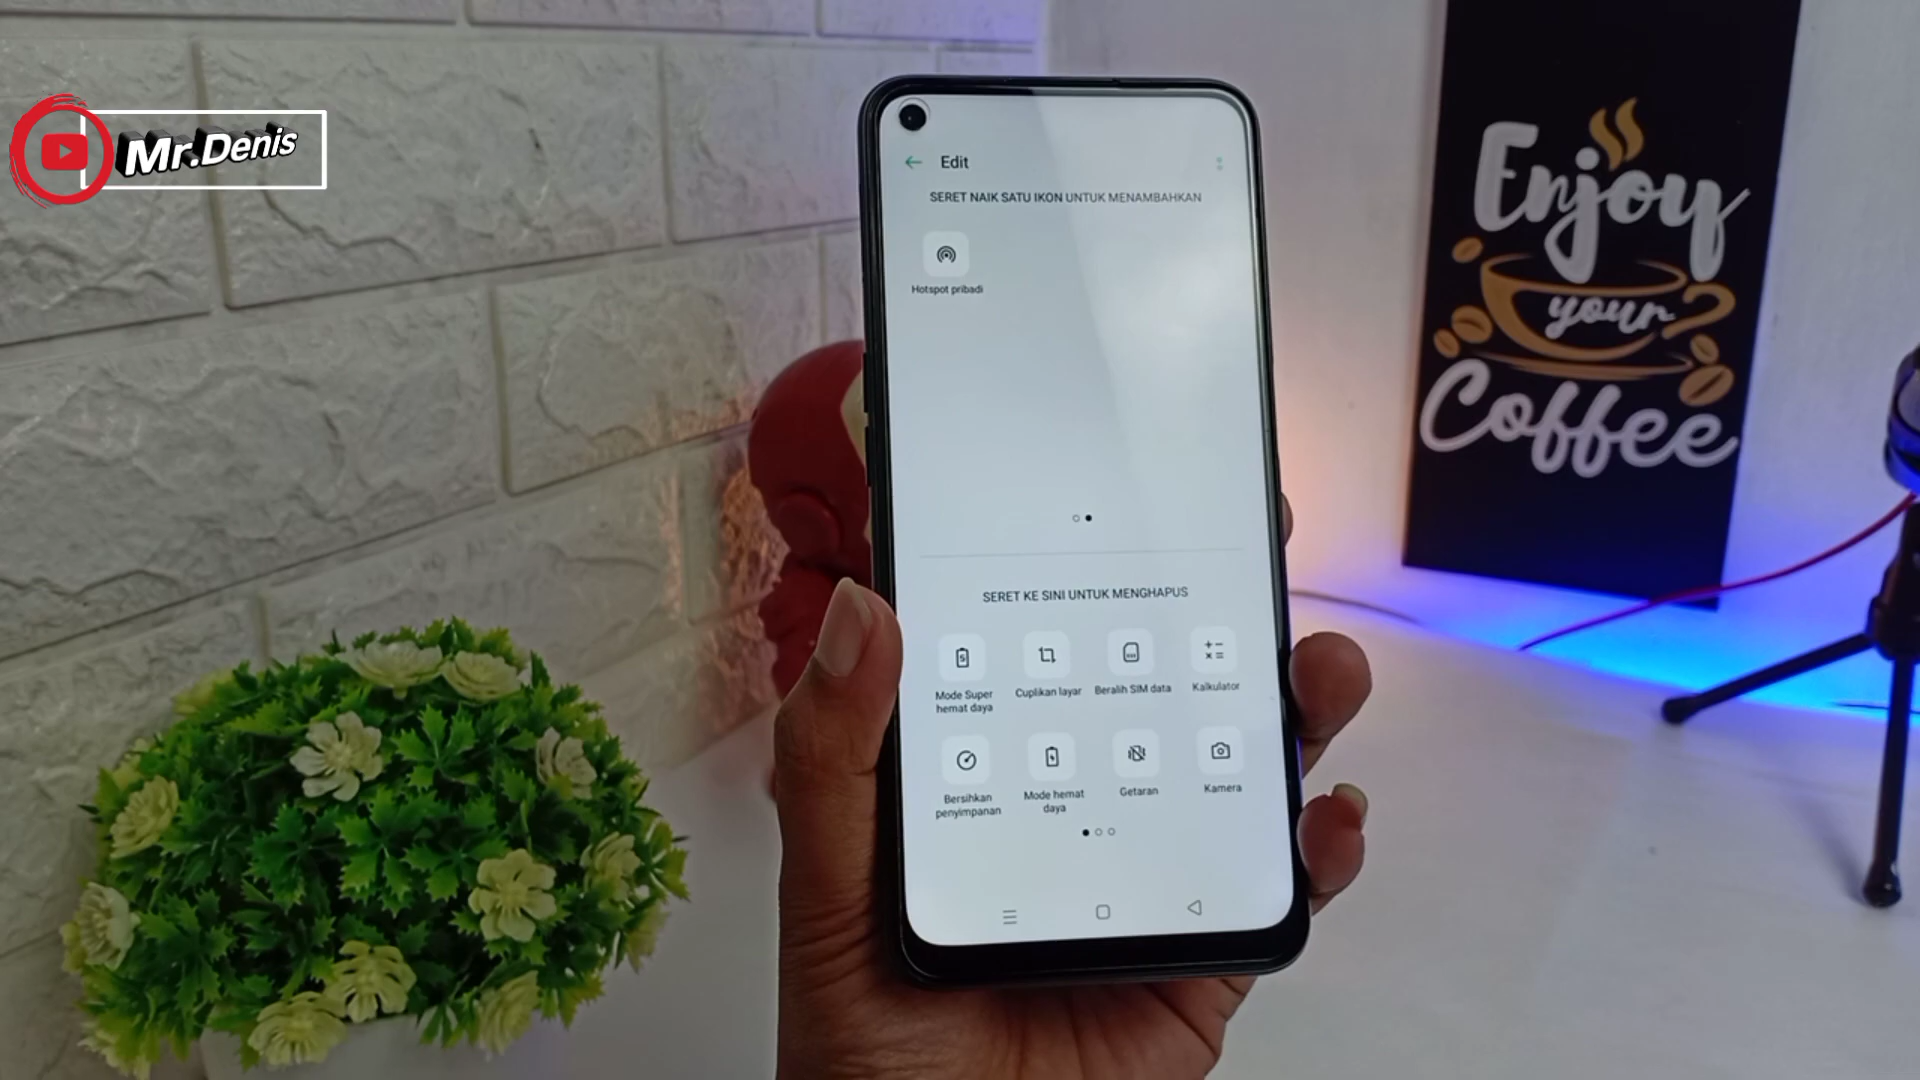 Mr.Denis
Edit
SERET NAIK SATU IKON UNTUK MENAMBAHKAN
Hotspot pribadi
SERET KE SINI UNTUK MENGHAPUS
Mode Super
hemat daya
Cuplikan layar
Beralih SIM data
Kalkulator
Bersihkan
penyimpanan
Mode hemat
daya
Getaran
Kamera
Enjoy
your
Coffee